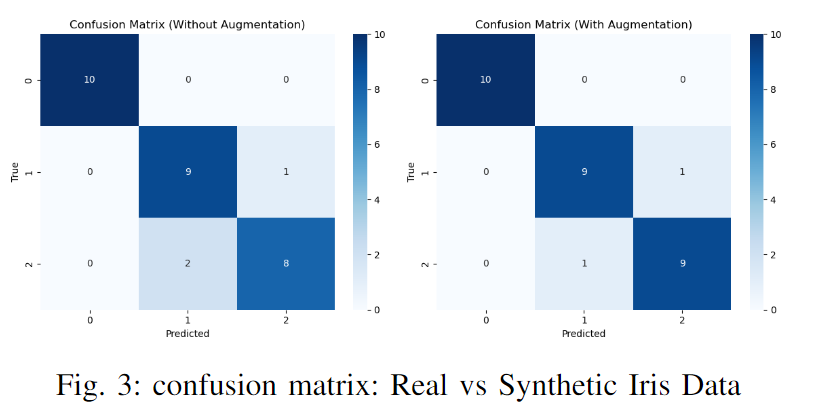 Confusion Matrix (Without Augmentation)
Confusion Matrix (With Augmentation)
True
0
1
2
10 0 0
0 9 1
0 2 8
0 1 2
Predicted
10
8
6
4
2
0
True
0
1
2
10 0 0
0 9 1
0 1 9
0 1 2
Predicted
10
8
6
4
2
0
Fig. 3: confusion matrix: Real vs Synthetic Iris Data